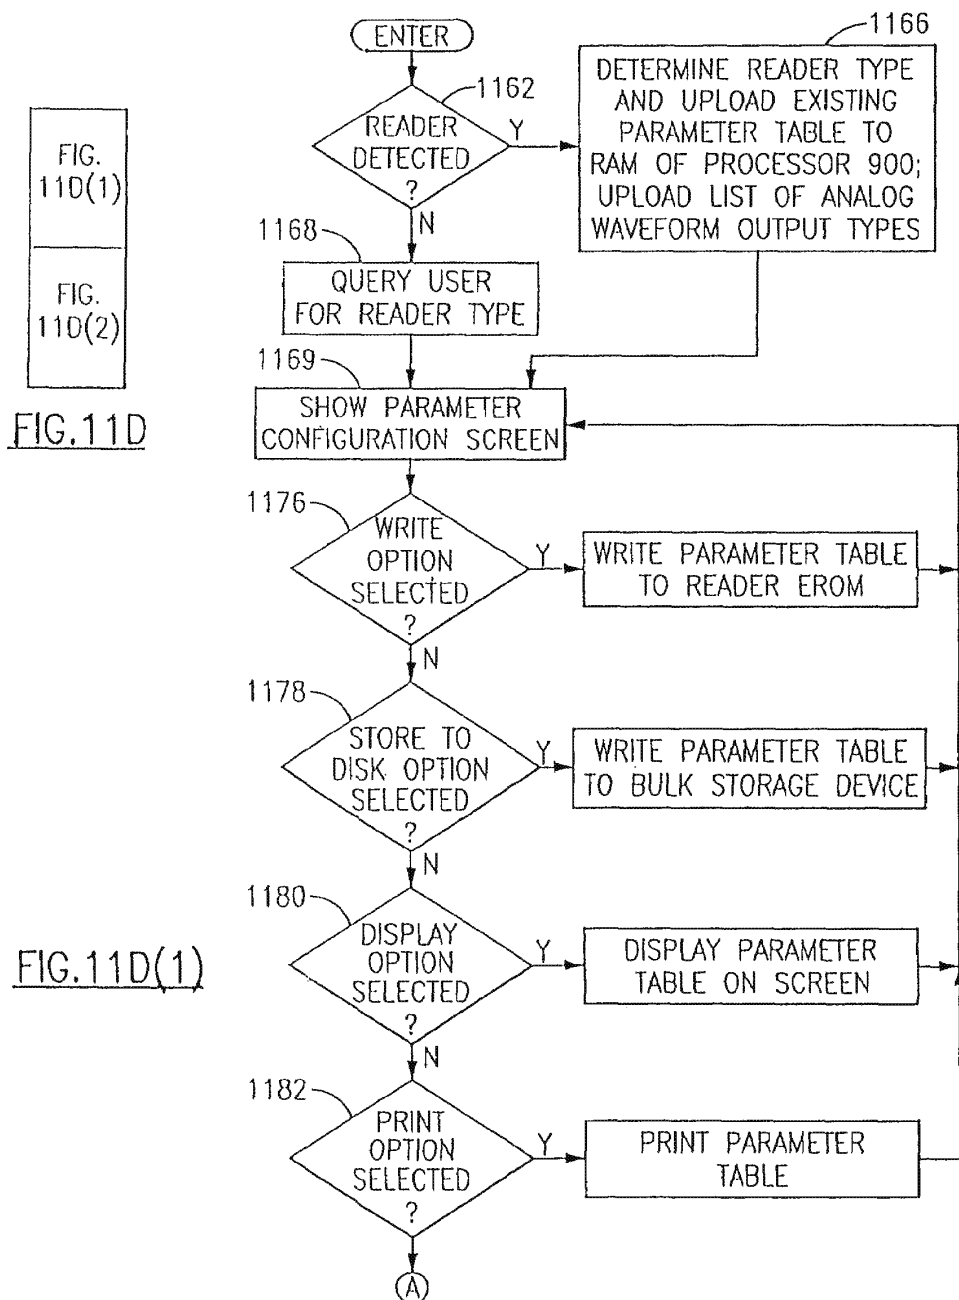 ENTER
1162
READER
DETECTED
?
Y
N
1166
DETERMINE READER TYPE
AND UPLOAD EXISTING
PARAMETER TABLE TO
RAM OF PROCESSOR 900;
UPLOAD LIST OF ANALOG
WAVEFORM OUTPUT TYPES
FIG.
11D(1)
FIG.
11D(2)
FIG.11D
1168
QUERY USER
FOR READER TYPE
1169
SHOW PARAMETER
CONFIGURATION SCREEN
1176
WRITE
OPTION
SELECTED
?
Y
N
WRITE PARAMETER TABLE
TO READER EROM
1178
STORE TO
DISK OPTION
SELECTED
?
Y
N
WRITE PARAMETER TABLE
TO BULK STORAGE DEVICE
1180
DISPLAY
OPTION
SELECTED
?
Y
N
DISPLAY PARAMETER
TABLE ON SCREEN
FIG.11D(1)
1182
PRINT
OPTION
SELECTED
?
Y
PRINT PARAMETER
TABLE
A